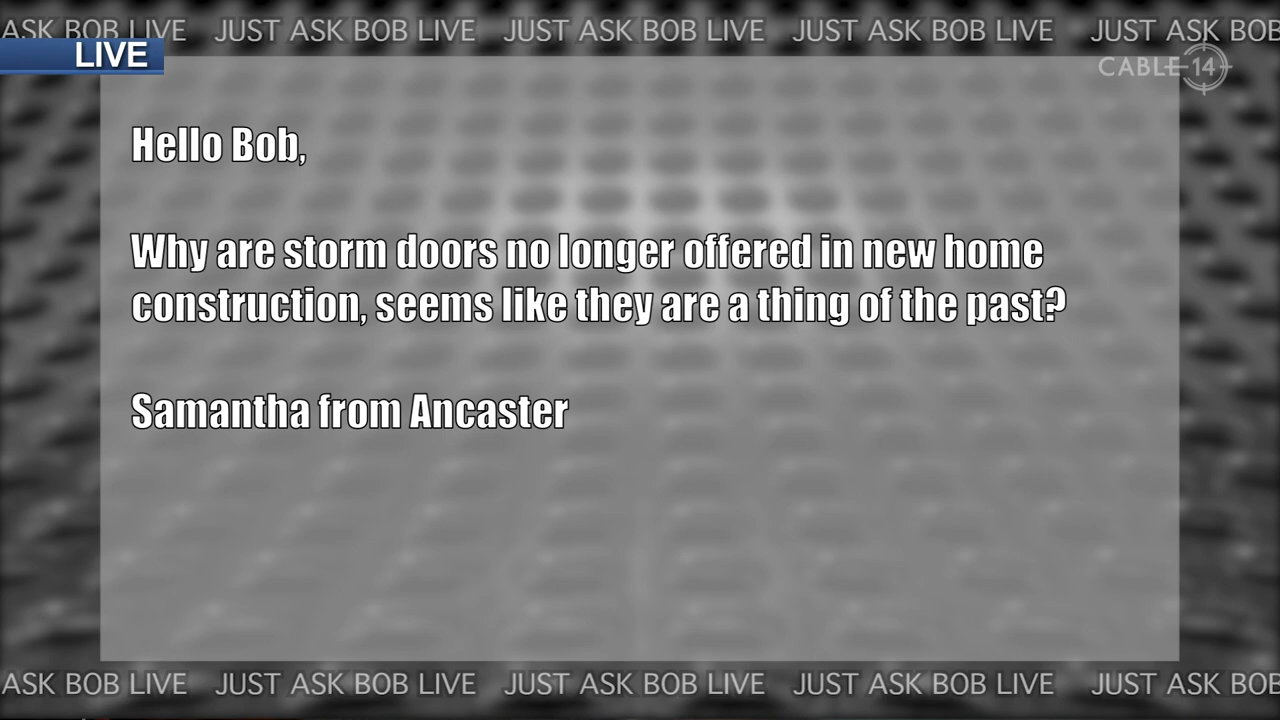 ASK BOB LIVE JUST ASK BOB LIVE JUST ASK BOB LIVE JUST ASK BOB LIVE JUST ASK BOB
LIVE
CABLE 14
Hello Bob,
Why are storm doors no longer offered in new home
construction, seems like they are a thing of the past?
Samantha from Ancaster
ASK BOB LIVE JUST ASK BOB LIVE JUST ASK BOB LIVE JUST ASK BOB LIVE JUST ASK BOB